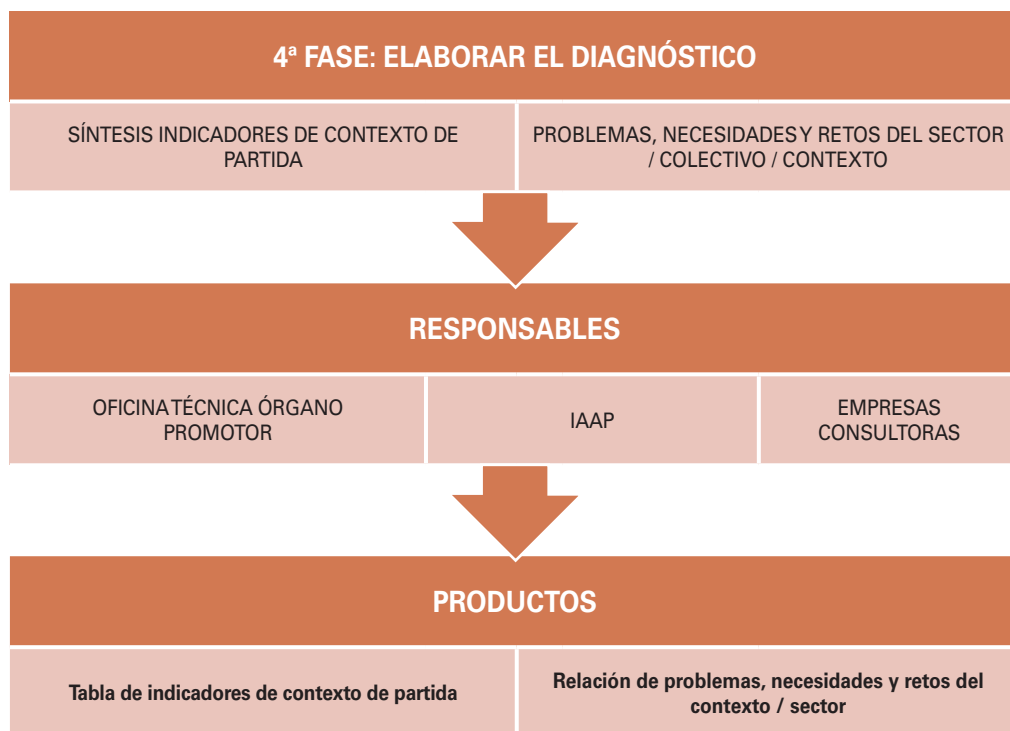 4ª FASE: ELABORAR EL DIAGNÓSTICO
SÍNTESIS INDICADORES DE CONTEXTO DE
PARTIDA
PROBLEMAS, NECESIDADES Y RETOS DEL SECTOR
/ COLECTIVO / CONTEXTO
RESPONSABLES
OFICINA TÉCNICA ÓRGANO
PROMOTOR
IAAP
EMPRESAS
CONSULTORAS
PRODUCTOS
Tabla de indicadores de contexto de partida
Relación de problemas, necesidades y retos del
contexto / sector